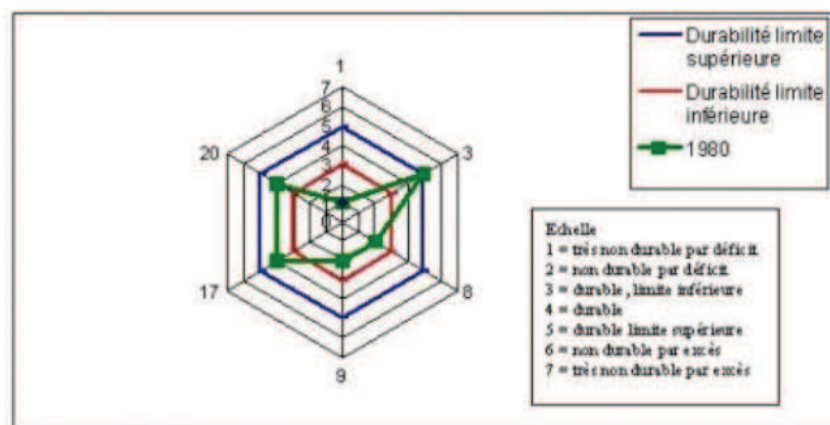 Durabilité limite
supérieure
Durabilité limite
inférieure
1980
1
7
6
5
4
3
2
1
0
20
3
17
8
9
Echelle
1 = très non durable par déficit
2 = non durable par déficit
3 = durable, limite inférieure
4 = durable
5 = durable limite supérieure
6 = non durable par excès
7 = très non durable par excès